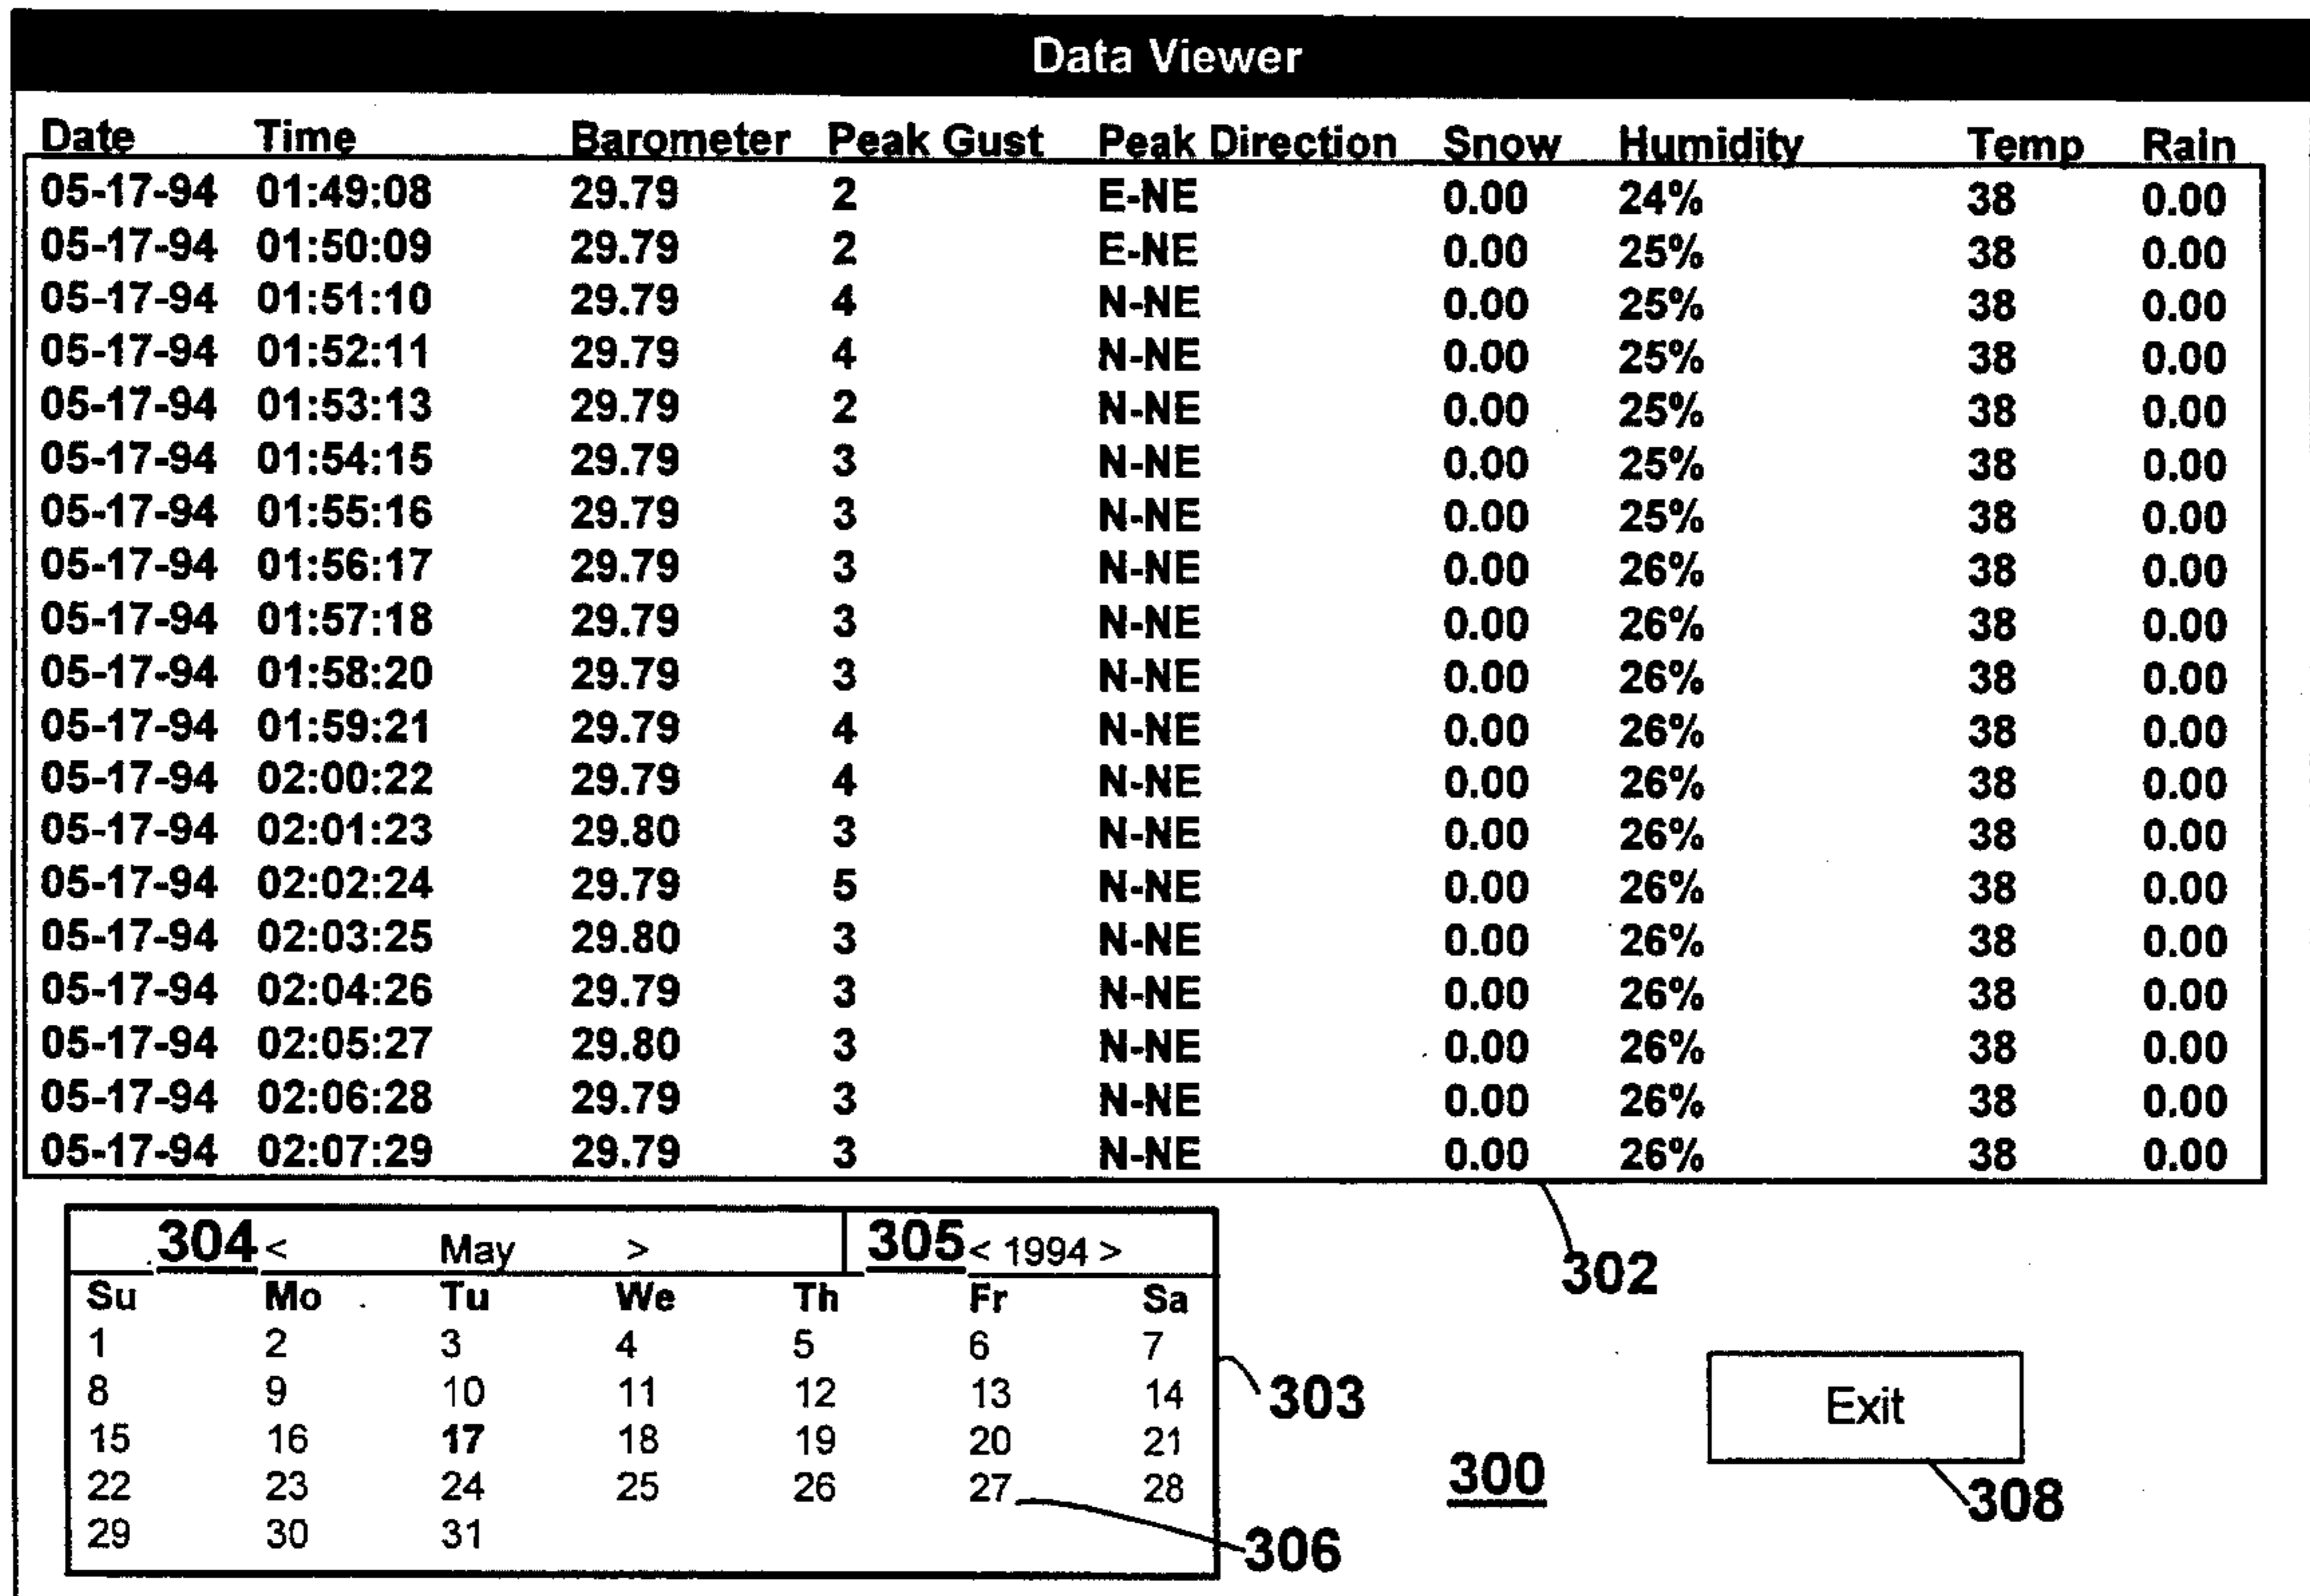 Data Viewer
Date Time Barometer Peak Gust Peak Direction Snow Humidity Temp Rain
05-17-94 01:49:08 29.79 2 E-NE 0.00 24% 38 0.00
05-17-94 01:50:09 29.79 2 E-NE 0.00 25% 38 0.00
05-17-94 01:51:10 29.79 4 N-NE 0.00 25% 38 0.00
05-17-94 01:52:11 29.79 4 N-NE 0.00 25% 38 0.00
05-17-94 01:53:13 29.79 2 N-NE 0.00 25% 38 0.00
05-17-94 01:54:15 29.79 3 N-NE 0.00 25% 38 0.00
05-17-94 01:55:16 29.79 3 N-NE 0.00 25% 38 0.00
05-17-94 01:56:17 29.79 3 N-NE 0.00 26% 38 0.00
05-17-94 01:57:18 29.79 3 N-NE 0.00 26% 38 0.00
05-17-94 01:58:20 29.79 3 N-NE 0.00 26% 38 0.00
05-17-94 01:59:21 29.79 4 N-NE 0.00 26% 38 0.00
05-17-94 02:00:22 29.79 4 N-NE 0.00 26% 38 0.00
05-17-94 02:01:23 29.80 3 N-NE 0.00 26% 38 0.00
05-17-94 02:02:24 29.79 5 N-NE 0.00 26% 38 0.00
05-17-94 02:03:25 29.80 3 N-NE 0.00 26% 38 0.00
05-17-94 02:04:26 29.79 3 N-NE 0.00 26% 38 0.00
05-17-94 02:05:27 29.80 3 N-NE 0.00 26% 38 0.00
05-17-94 02:06:28 29.79 3 N-NE 0.00 26% 38 0.00
05-17-94 02:07:29 29.79 3 N-NE 0.00 26% 38 0.00
304 < May > 305 < 1994 >
302
Su Mo Tu We Th Fr Sa
1 2 3 4 5 6 7
8 9 10 11 12 13 14
303
Exit
15 16 17 18 19 20 21
22 23 24 25 26 27 28
300
308
29 30 31
306